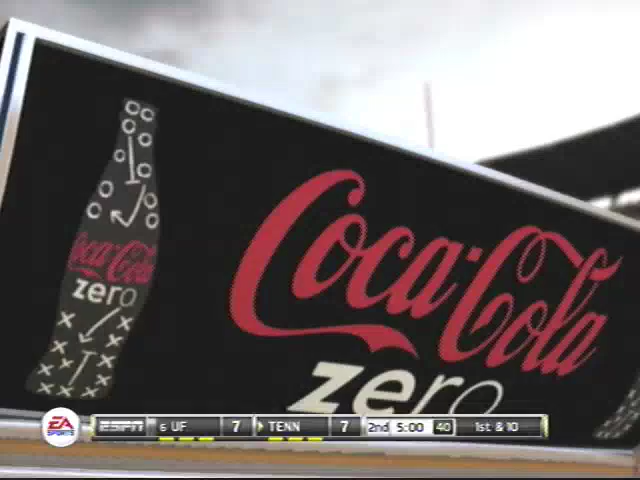 Coca-Cola
zero
Coca-Cola
zero
EA SPORTS ESPN 6 UF 7 TENN 7 2nd 5:00 40 1st & 10